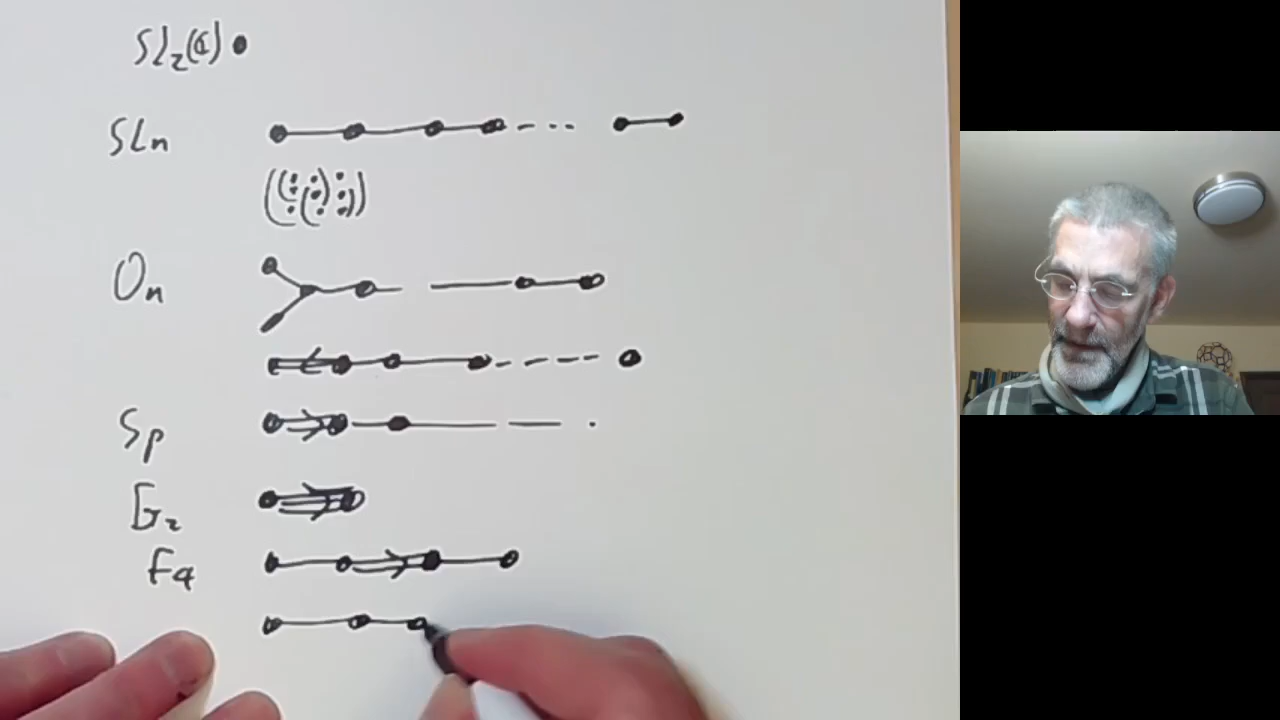 SL₂(ℂ)
SLn
On
Sp
G₂
F4